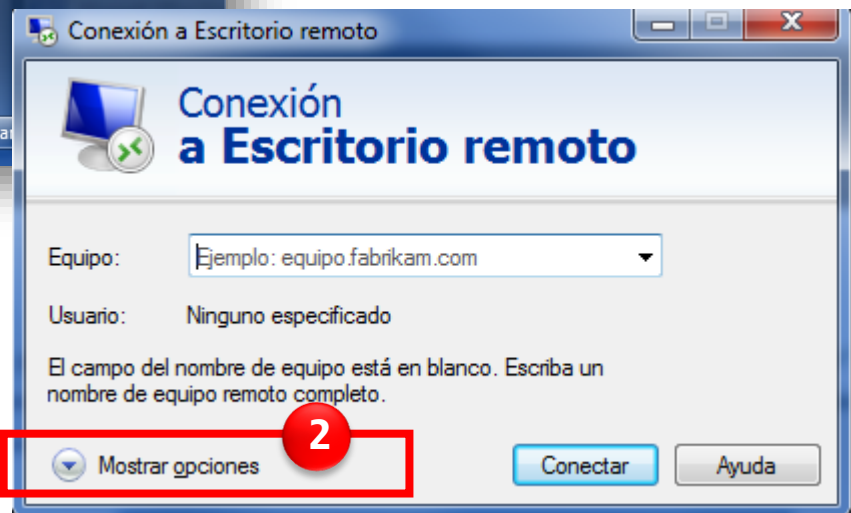 Conexión a Escritorio remoto
Conexión
a Escritorio remoto
Equipo: Ejemplo: equipo.fabrikam.com
Usuario: Ninguno especificado
El campo del nombre de equipo está en blanco. Escriba un
nombre de equipo remoto completo.
2
Mostrar opciones Conectar Ayuda